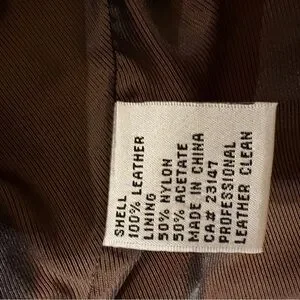 SHELL
100% LEATHER
LINING
50% NYLON
50% ACETATE
MADE IN CHINA
CA# 23147
PROFESSIONAL
LEATHER CLEAN